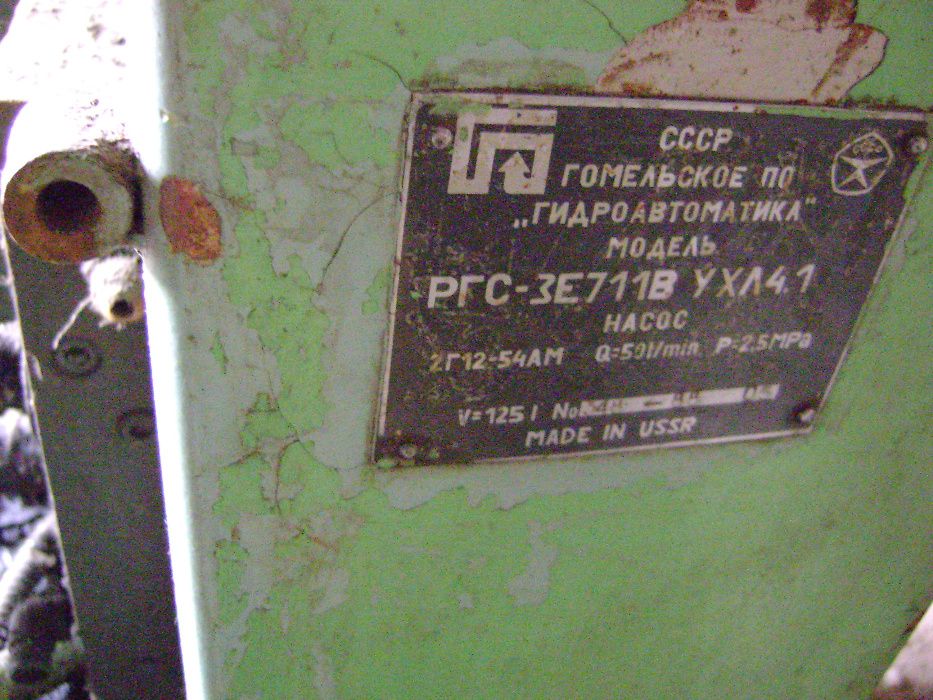 СССР
ГОМЕЛЬСКОЕ ПО
„ГИДРОАВТОМАТИКА"
МОДЕЛЬ
РГС-3Е711В УХЛ4.1
НАСОС
2Г12-54АМ Q=50l/min P=2.5MPa
V=125 l No
MADE IN USSR